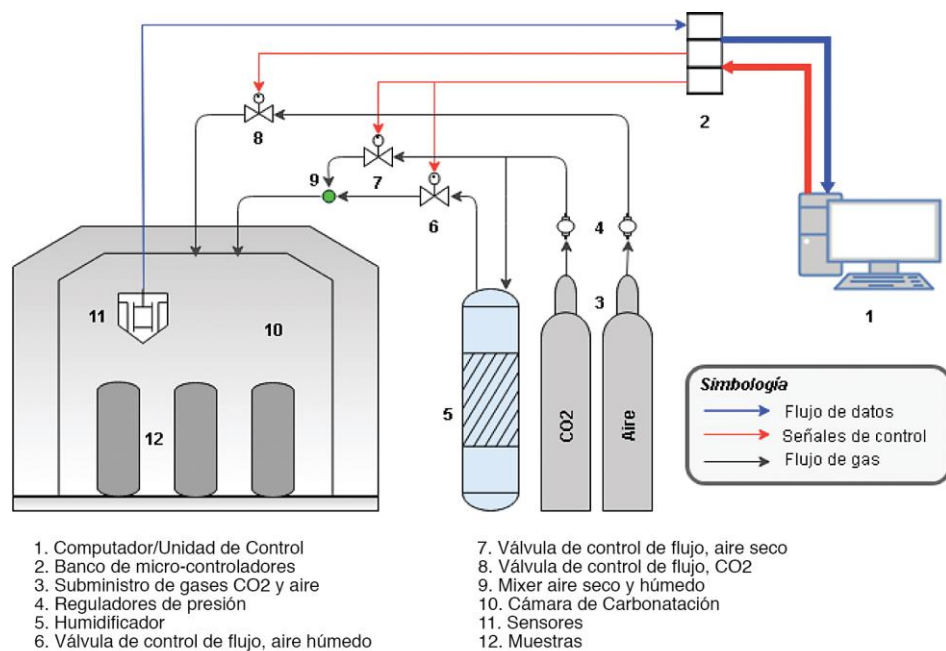 2
8
9
7
6
4
3
11
10
1
12
5
CO2
Aire
Simbología
Flujo de datos
Señales de control
Flujo de gas
1. Computador/Unidad de Control
2. Banco de micro-controladores
3. Subministro de gases CO2 y aire
4. Reguladores de presión
5. Humidificador
6. Válvula de control de flujo, aire húmedo
7. Válvula de control de flujo, aire seco
8. Válvula de control de flujo, CO2
9. Mixer aire seco y húmedo
10. Cámara de Carbonatación
11. Sensores
12. Muestras